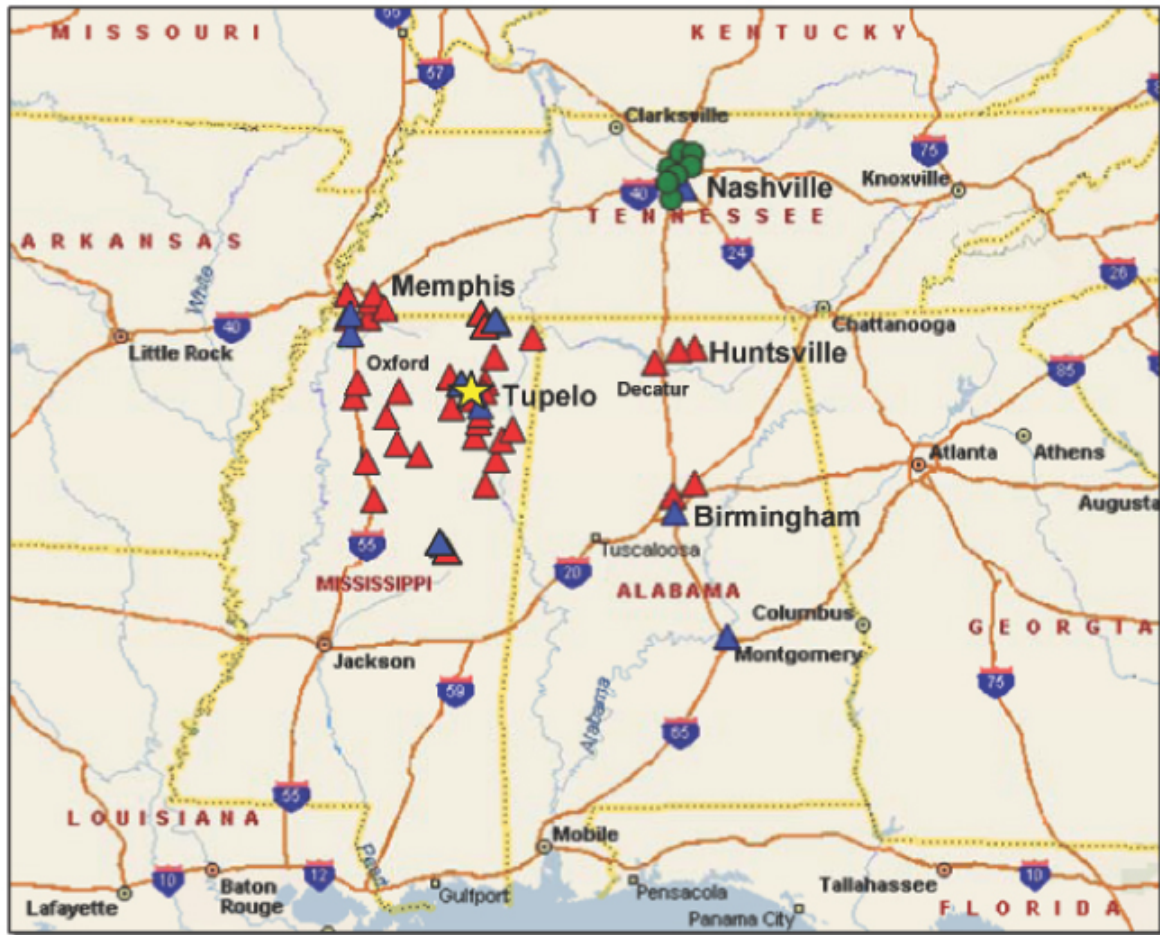 55
MISSOURI
KENTUCKY
57
Clarksville
75
Nashville
40
Knoxville
TENNESSEE
ARKANSAS
24
26
White
Memphis
40
Chattanooga
Little Rock
Oxford
Huntsville
85
Decatur
Tupelo
Atlanta
Athens
Augusta
Birmingham
55
Tuscaloosa
20
MISSISSIPPI
ALABAMA
Columbus
GEORGIA
Jackson
Montgomery
59
75
Alabama
65
55
LOUISIANA
Mobile
Pearl
10
12
10
Baton
Rouge
Gulfport
Pensacola
Tallahassee
Lafayette
Panama City
FLORIDA